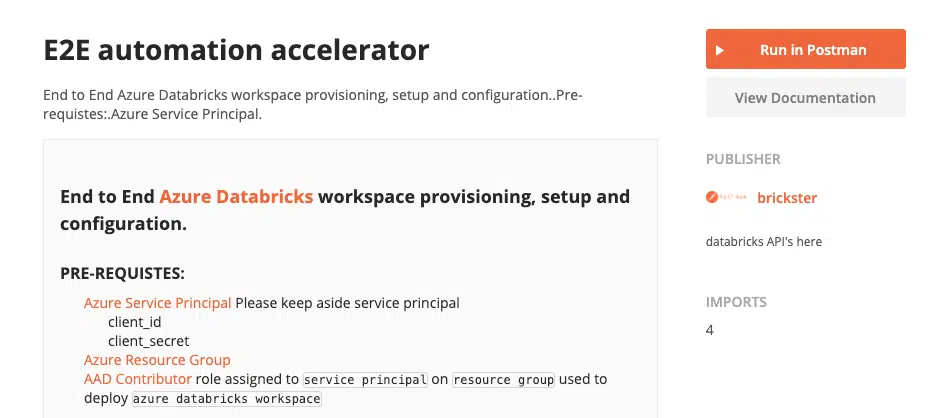 E2E automation accelerator
End to End Azure Databricks workspace provisioning, setup and configuration..Pre-
requistes:.Azure Service Principal.
End to End Azure Databricks workspace provisioning, setup and
configuration.
PRE-REQUISTES:
Azure Service Principal Please keep aside service principal
client_id
client_secret
Azure Resource Group
AAD Contributor role assigned to service principal on resource group used to
deploy azure databricks workspace
Run in Postman
View Documentation
PUBLISHER
POSTMAN brickster
databricks API's here
IMPORTS
4